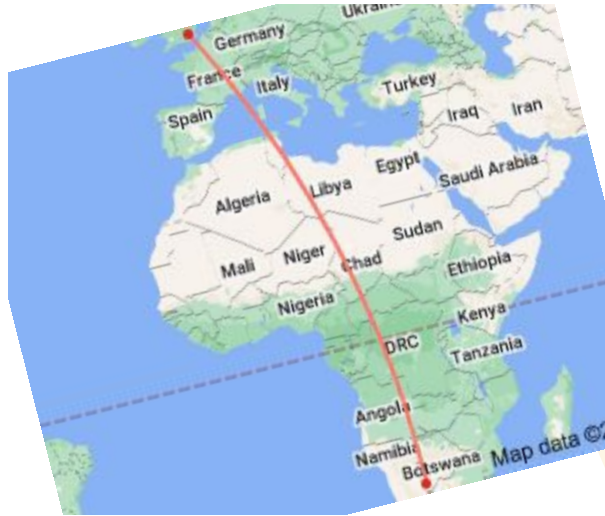 Ukrain
Germany
France
Italy
Turkey
Spain
Iraq
Iran
Egypt
Saudi Arabia
Algeria
Libya
Sudan
Mali
Niger
Chad
Ethiopia
Nigeria
Kenya
DRC
Tanzania
Angola
Namibia
Botswana
Map data ©2